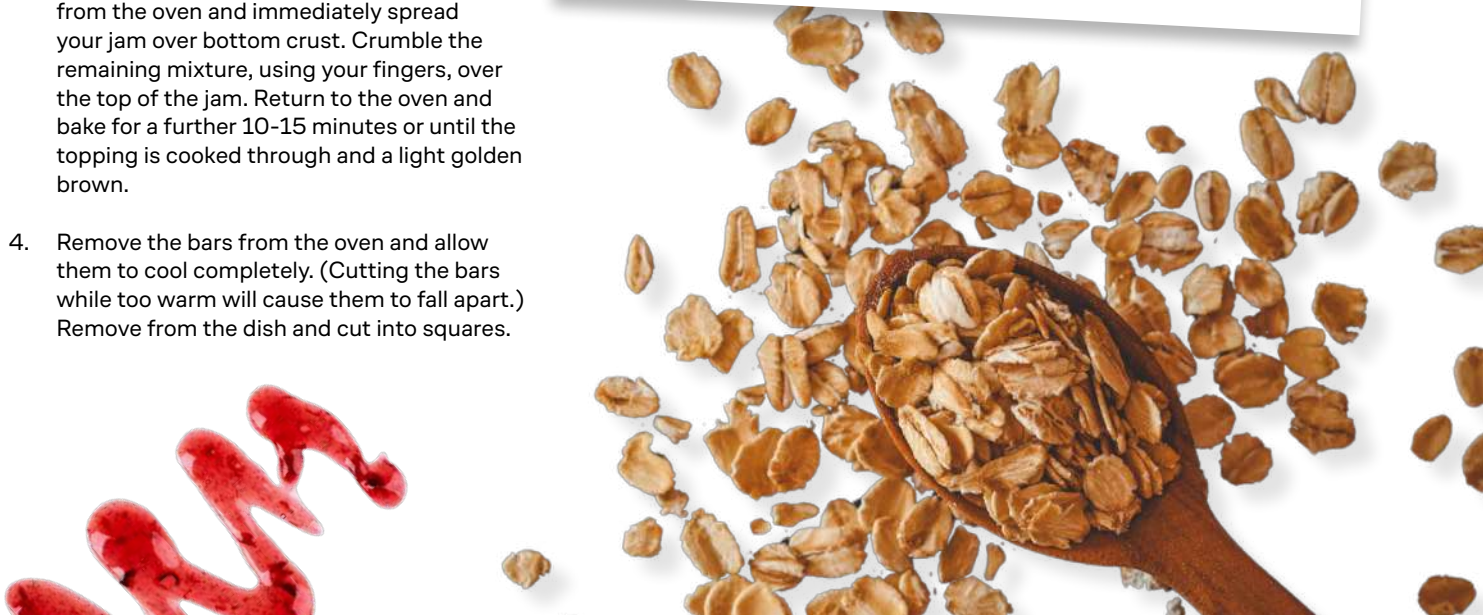 from the oven and immediately spread
your jam over bottom crust. Crumble the
remaining mixture, using your fingers, over
the top of the jam. Return to the oven and
bake for a further 10-15 minutes or until the
topping is cooked through and a light golden
brown.
4. Remove the bars from the oven and allow
them to cool completely. (Cutting the bars
while too warm will cause them to fall apart.)
Remove from the dish and cut into squares.